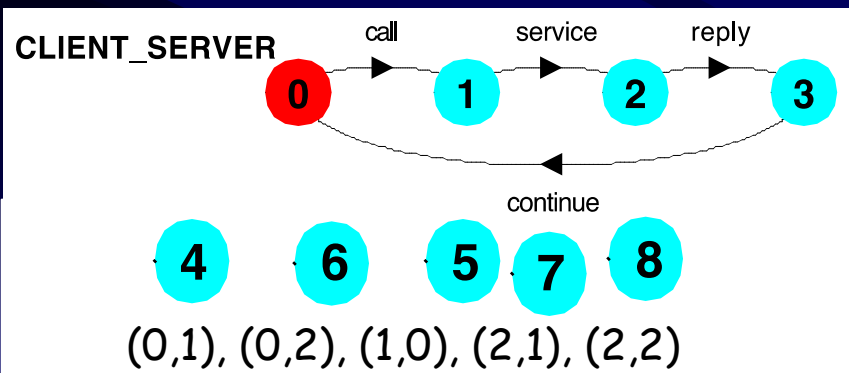 call service reply
CLIENT_SERVER
0 1 2 3
continue
4 6 5 7 8
(0,1), (0,2), (1,0), (2,1), (2,2)